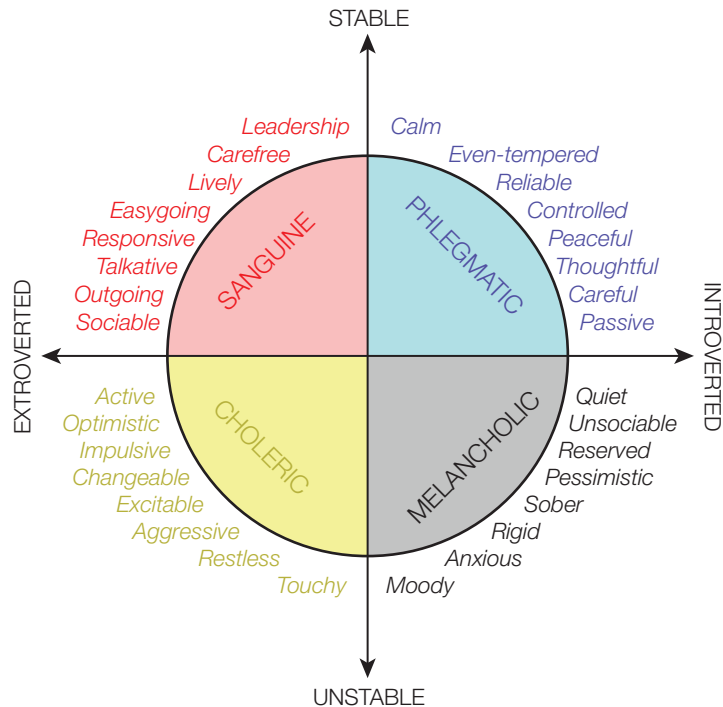 STABLE
Leadership
Carefree
Lively
Easygoing
Responsive
Talkative
Outgoing
Sociable
Calm
Even-tempered
Reliable
Controlled
Peaceful
Thoughtful
Careful
Passive
SANGUINE
PHLEGMATIC
EXTROVERTED
INTROVERTED
Active
Optimistic
Impulsive
Changeable
Excitable
Aggressive
Restless
Touchy
CHOLERIC
MELANCHOLIC
Quiet
Unsociable
Reserved
Pessimistic
Sober
Rigid
Anxious
Moody
UNSTABLE